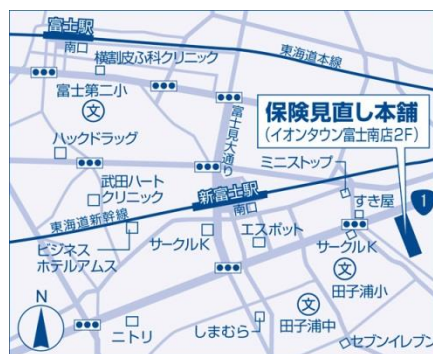 富士駅
南口
東海道本線
横割皮ふ科クリニック
富士第二小
文
富士見大通り
保険見直し本舗
(イオンタウン富士南店2F)
ハックドラッグ
ミニストップ
武田ハート
クリニック
新富士駅
南口
すき屋
1
東海道新幹線
サークルK
エスポット
サークルK
ビジネス
ホテルアムス
文
田子浦小
N
文
田子浦中
ニトリ
しまむら
セブンイレブン